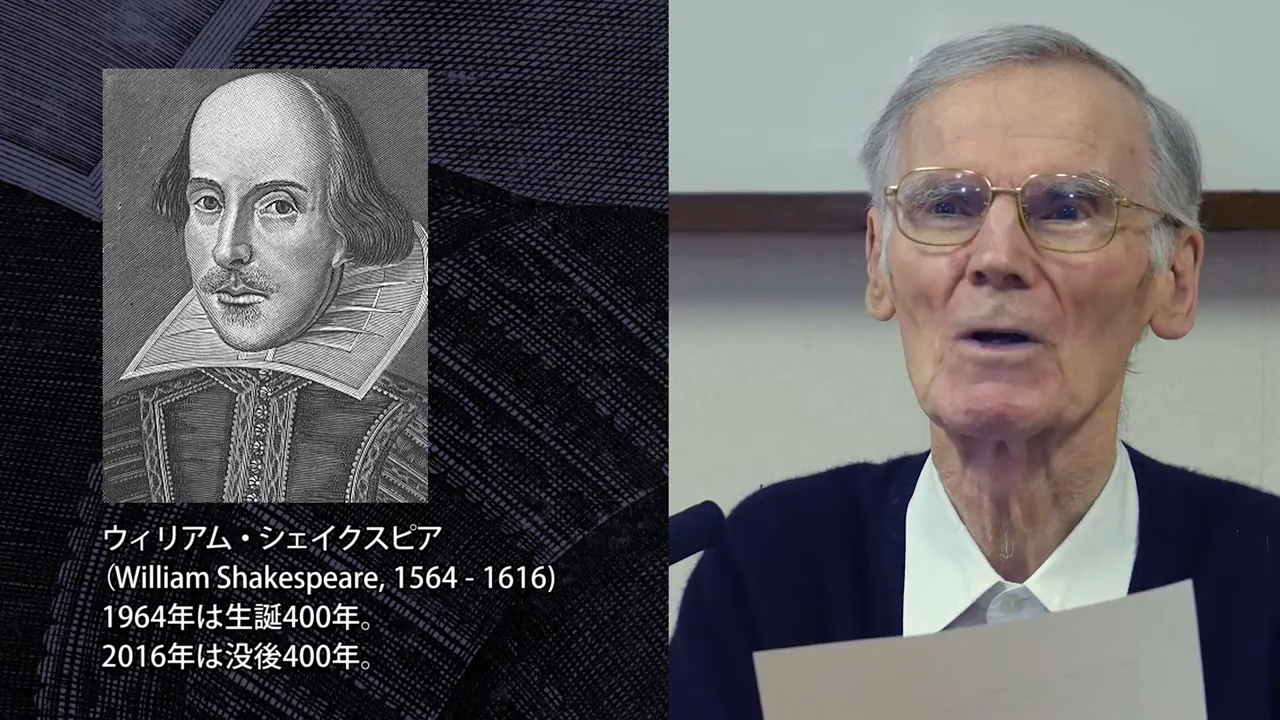 ウィリアム・シェイクスピア
（William Shakespeare, 1564 - 1616)
1964年は生誕400年。
2016年は没後400年。